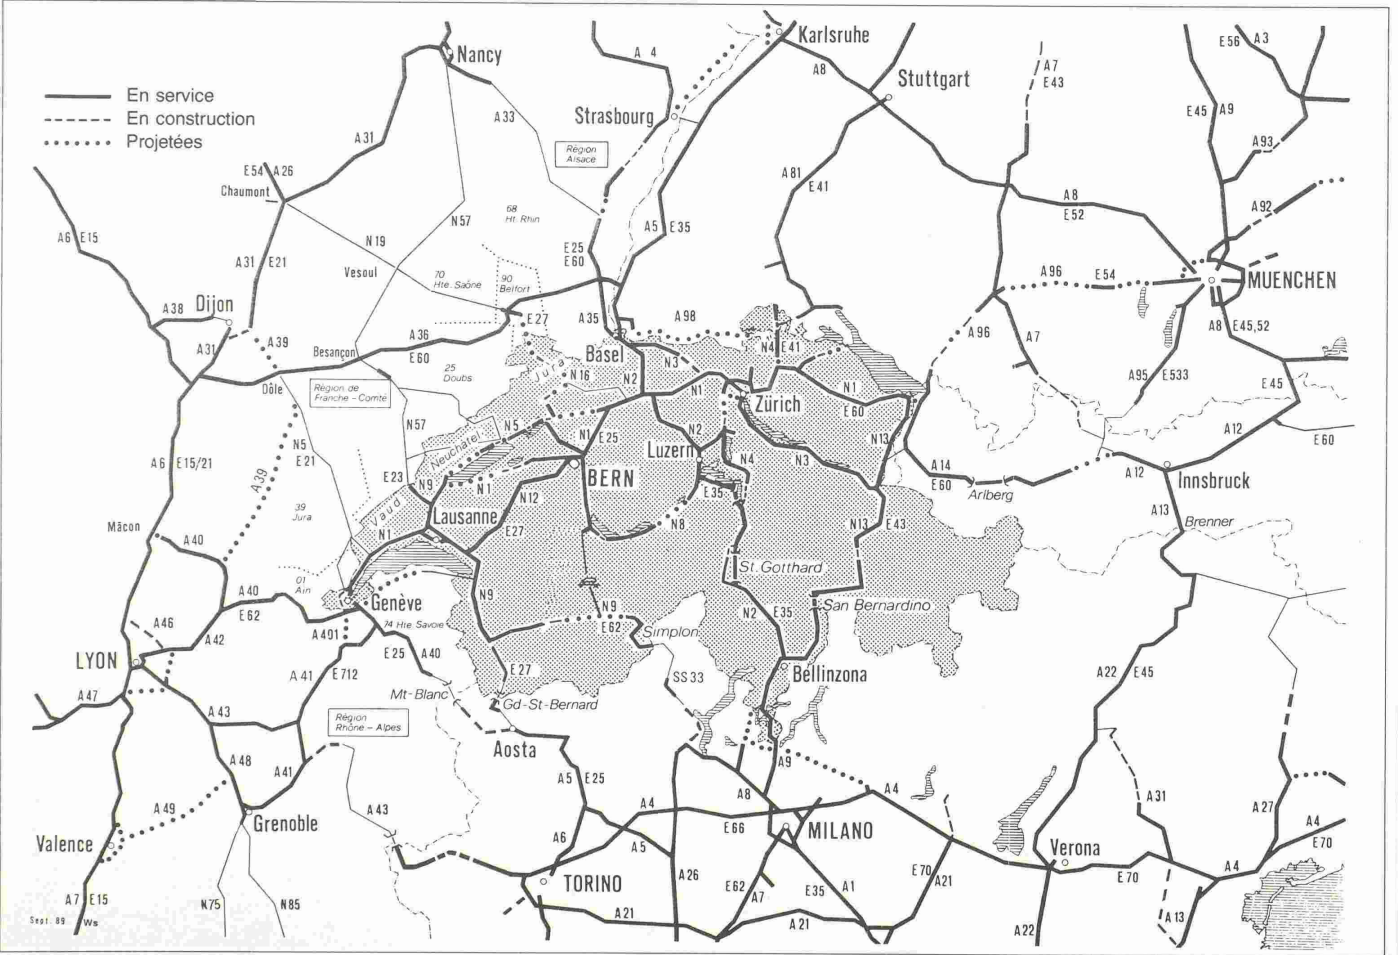 En service
En construction
Projetées
Nancy
A 4
Karlsruhe
A8
Stuttgart
A7
E43
E56
A3
Strasbourg
A33
A31
Région
Alsace
E45
A9
A93
A81
E41
E54
A26
Chaumont
68
Ht. Rhin
N57
N19
A5
E35
A8
E52
A92
A6
E15
A31
E21
Vesoul
70
Hte. Saône
90
Belfort
E25
E60
A96
E54
MUENCHEN
A38
Dijon
A39
A31
A36
E60
E27
A35
A98
Basel
Jura
N3
N4
E41
A96
A7
A8
E45,52
Besançon
25
Doubs
N16
N2
N1
N1
E60
Zürich
A95
E533
E45
Dôle
Région de
Franche-Comté
N57
Neuchâtel
N5
N1
E25
N2
Luzern
N4
N3
N13
A12
E60
N5
E21
A6
E15/21
A39
E23
N9
N1
BERN
N12
E35
A14
E60
Arlberg
A12
Innsbruck
39
Jura
Vaud
Lausanne
N1
E27
N8
N13
E43
A13
Brenner
Mâcon
A40
01
Ain
St. Gotthard
A40
E62
Genève
N9
N9
E62
N2
E35
San Bernardino
A46
A42
A401
74 Hte. Savoie
Simplon
LYON
E25
A40
A41
E712
E27
SS33
Bellinzona
A22
E45
A47
Mt-Blanc
Gd-St-Bernard
A43
Région
Rhône-Alpes
Aosta
A48
A41
A5
E25
A9
A8
A4
A31
A27
A4
E70
A49
A43
A4
E66
MILANO
Valence
Grenoble
A6
A5
Verona
A7
E15
TORINO
A26
E62
A7
E35
A1
E70
A21
E70
A4
N75
N85
A21
A21
A22
A13
Sept. 89 Ws